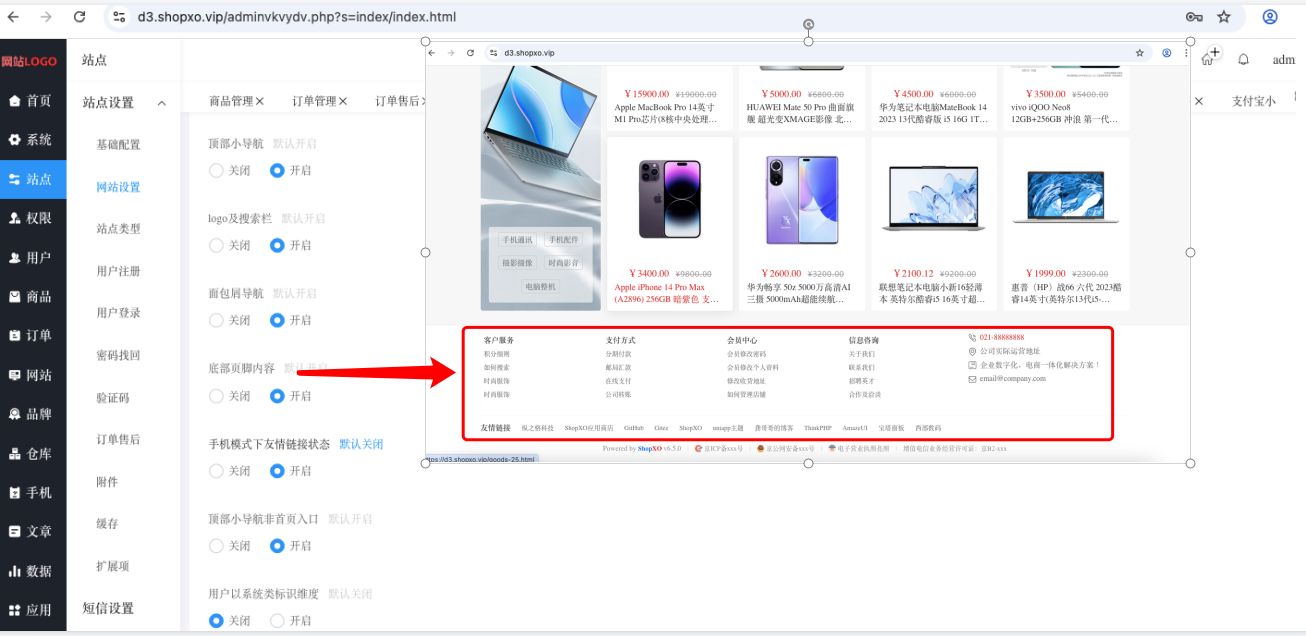 d3.shopxo.vip/adminvkvydv.php?s=index/index.html
网站LOGO
首页
系统
站点
权限
用户
商品
订单
网站
品牌
仓库
手机
文章
数据
应用
站点
站点设置
基础配置
网站设置
站点类型
用户注册
用户登录
密码找回
验证码
订单售后
附件
缓存
扩展项
短信设置
adm
商品管理 订单管理 订单售后 支付宝小
顶部小导航 默认开启
关闭 开启
logo及搜索栏 默认开启
关闭 开启
面包屑导航 默认开启
关闭 开启
底部页脚内容 默认开启
关闭 开启
手机模式下友情链接状态 默认关闭
关闭 开启
顶部小导航非首页入口 默认开启
关闭 开启
用户以系统类标识维度 默认关闭
关闭 开启
d3.shopxo.vip
手机通讯 手机配件
摄影摄像 时尚影音
电脑整机
¥15900.00 ¥19000.00
Apple MacBook Pro 14英寸
M1 Pro芯片(8核中央处理…
¥5000.00 ¥6800.00
HUAWEI Mate 50 Pro 曲面旗
舰 超光变XMAGE影像 北…
¥4500.00 ¥6000.00
华为笔记本电脑MateBook 14
2023 13代酷睿版 i5 16G 1T…
¥3500.00 ¥5400.00
vivo iQOO Neo8
12GB+256GB 冲浪 第一代…
¥3400.00 ¥9800.00
Apple iPhone 14 Pro Max
(A2896) 256GB 暗紫色 支…
¥2600.00 ¥3200.00
华为畅享 50z 5000万高清AI
三摄 5000mAh超能续航…
¥2100.12 ¥9200.00
联想笔记本电脑小新16轻薄
本 英特尔酷睿i5 16英寸超…
¥1999.00 ¥2300.00
惠普（HP）战66 六代 2023酷
睿14英寸(英特尔13代i5-…
客户服务
积分细则
如何搜索
时尚服饰
时尚服饰
支付方式
分期付款
邮局汇款
在线支付
公司转账
会员中心
会员修改密码
会员修改个人资料
修改收货地址
如何管理店铺
信息咨询
关于我们
联系我们
招聘英才
合作及洽谈
021-88888888
公司实际运营地址
企业数字化、电商一体化解决方案！
email@company.com
友情链接 纵之格科技 ShopXO应用商店 GitHub Gitee ShopXO uniapp主题 龚哥哥的博客 ThinkPHP AmazeUI 宝塔面板 西部数码
Powered by ShopXO v6.5.0 京ICP备xxx号 京公网安备xxx号 电子营业执照亮照 增值电信业务经营许可证：京B2-xxx
ttps://d3.shopxo.vip/goods-25.html